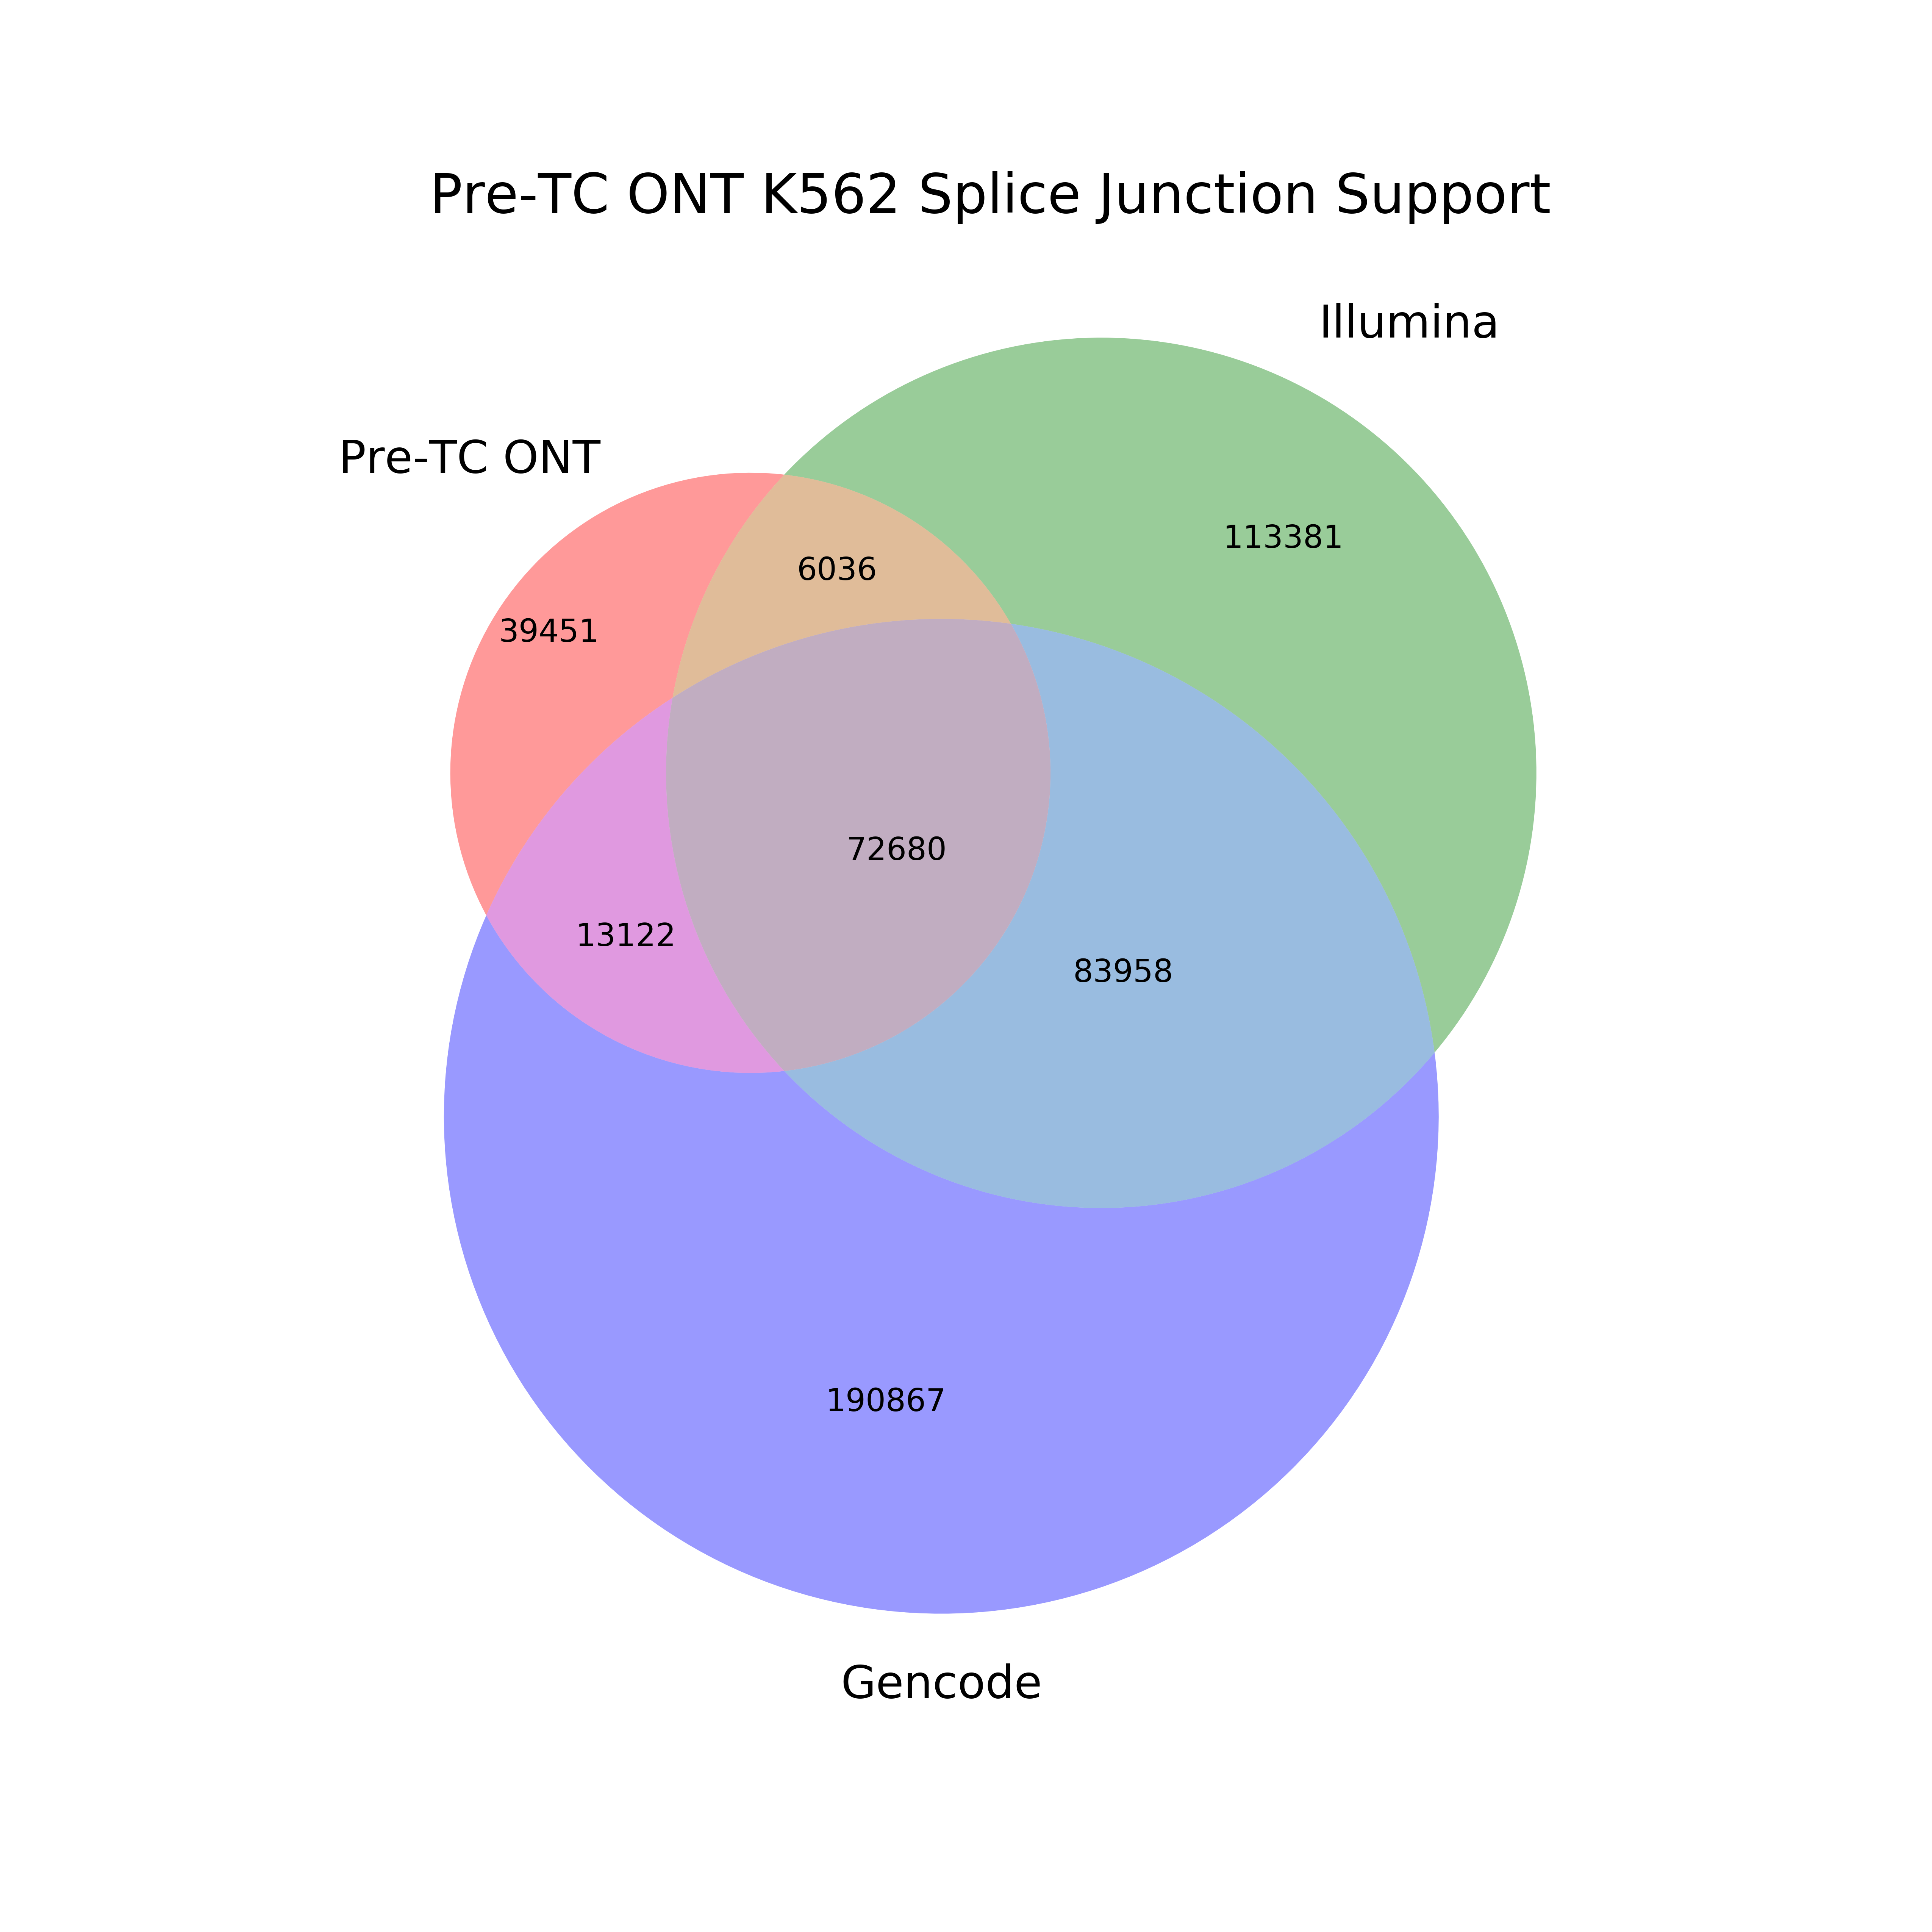 Pre-TC ONT K562 Splice Junction Support
Illumina
Pre-TC ONT
113381
6036
39451
72680
13122
83958
190867
Gencode